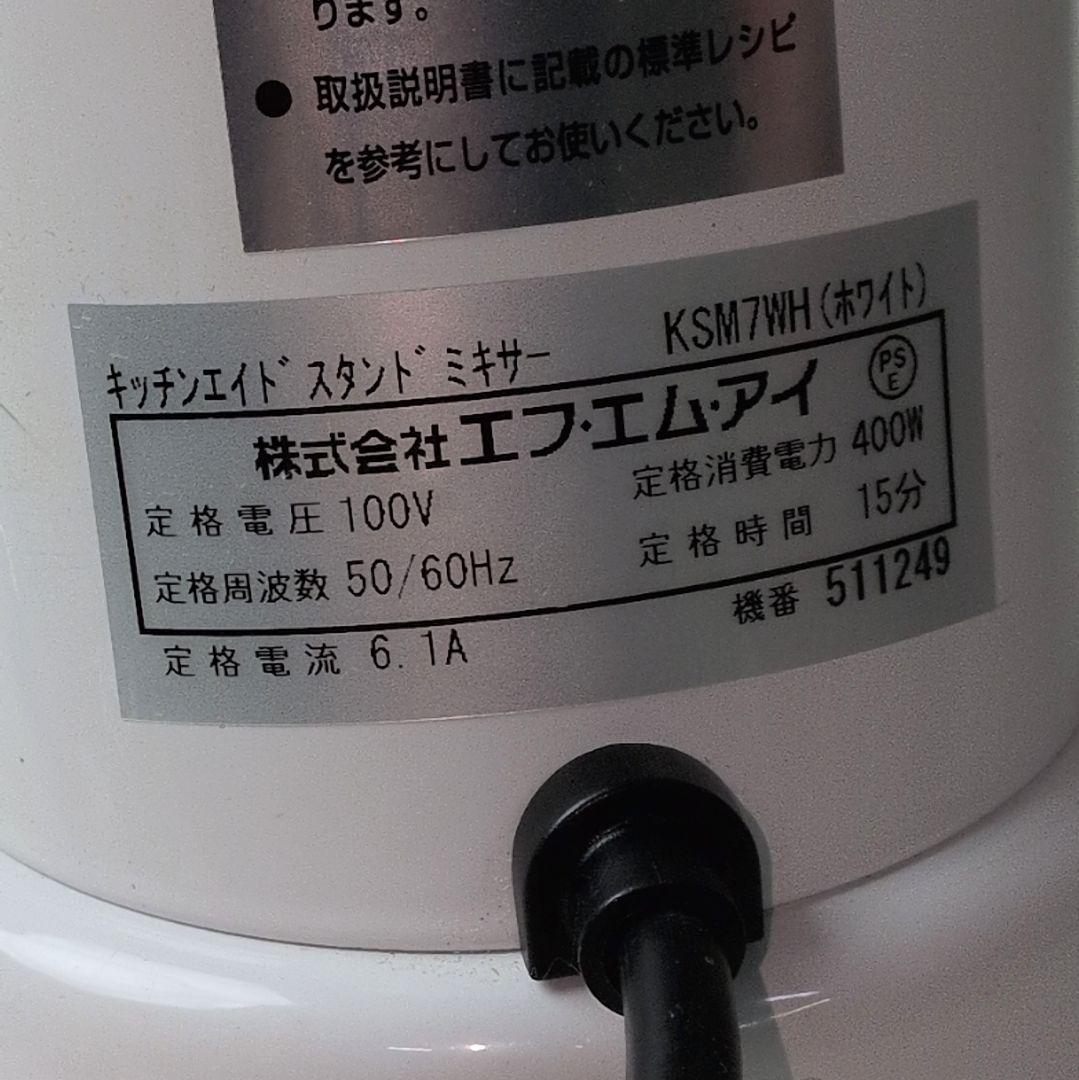 ります。
● 取扱説明書に記載の標準レシピ
を参考にしてお使いください。
キッチンエイド スタンド ミキサー KSM7WH(ホワイト)
株式会社エフ・エム・アイ PSE
定格電圧 100V 定格消費電力 400W
定格周波数 50/60Hz 定格時間 15分
定格電流 6.1A 機番 511249